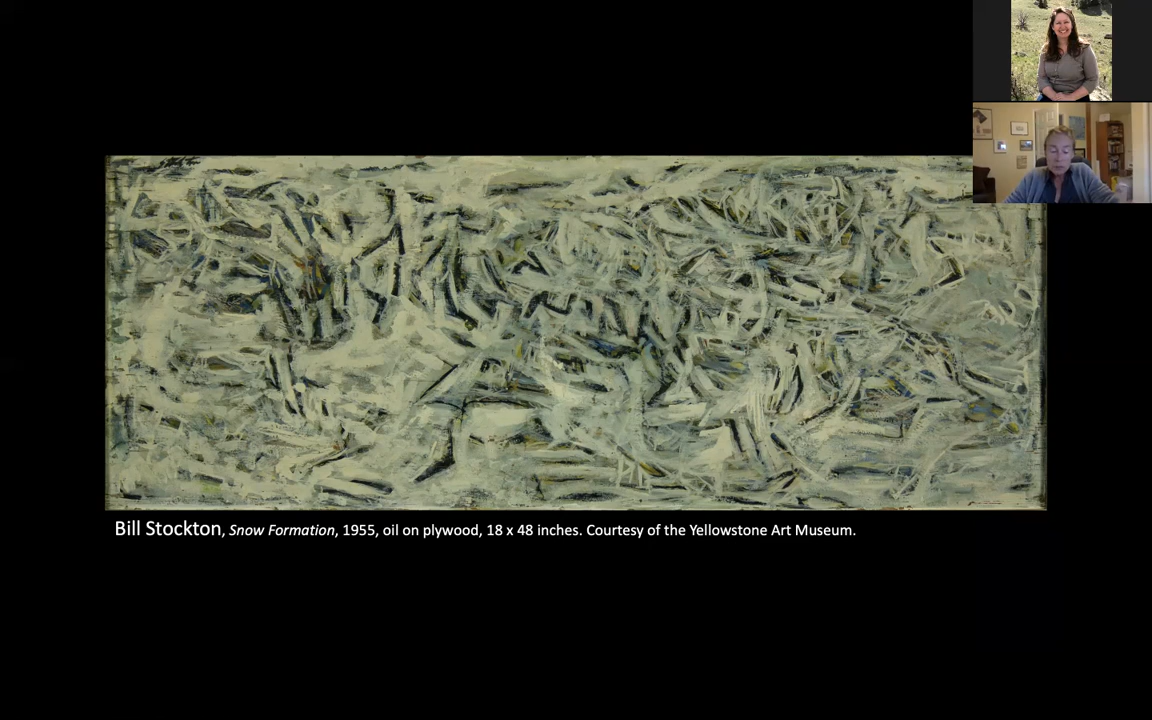 Bill Stockton, Snow Formation, 1955, oil on plywood, 18 x 48 inches. Courtesy of the Yellowstone Art Museum.